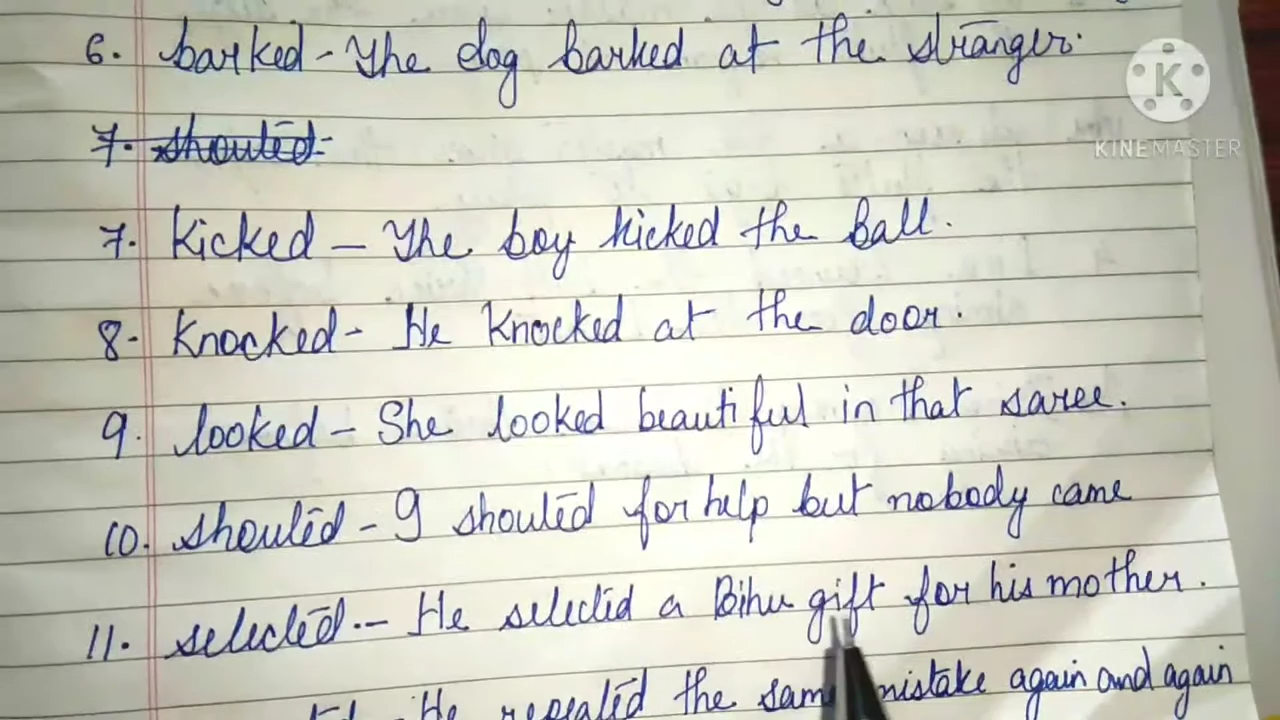 6. barked - The dog barked at the stranger.
K
KINEMASTER
7. shouted-
7. Kicked - The boy kicked the ball.
8- Knocked - He Knocked at the door.
9. looked - She looked beautiful in that saree.
10. shouted - I shouted for help but nobody came
11. selected.- He selected a Bihu gift for his mother.
He repeated the same mistake again and again